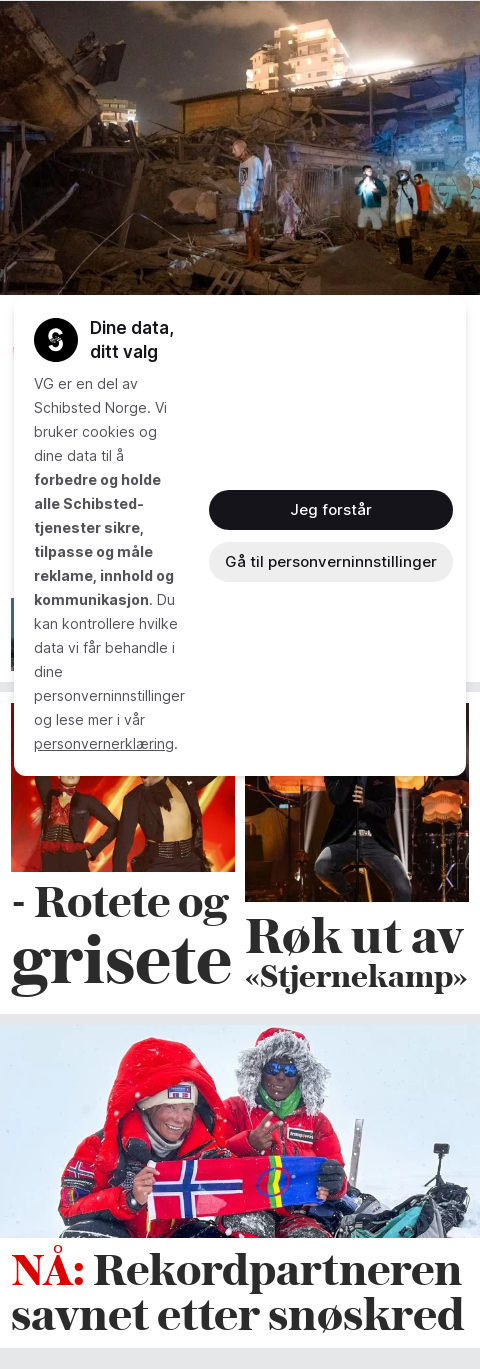 Dine data,
ditt valg
VG er en del av
Schibsted Norge. Vi
bruker cookies og
dine data til å
forbedre og holde
alle Schibsted-
tjenester sikre,
tilpasse og måle
reklame, innhold og
kommunikasjon. Du
kan kontrollere hvilke
data vi får behandle i
dine
personverninnstillinger
og lese mer i vår
personvernerklæring.
Jeg forstår
Gå til personverninnstillinger
- Rotete og
grisete
Røk ut av
«Stjernekamp»
NÅ: Rekordpartneren
savnet etter snøskred